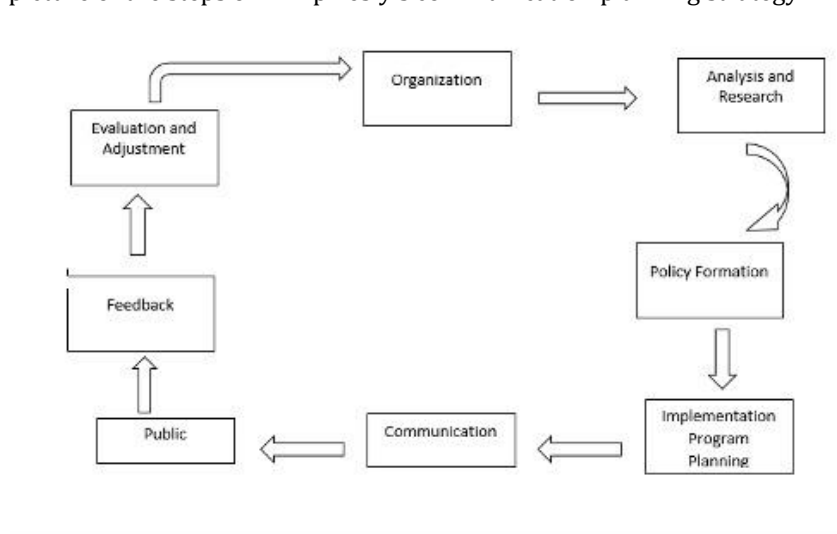 Organization
Analysis and
Research
Evaluation and
Adjustment
Policy Formation
Feedback
Implementation
Program
Planning
Communication
Public